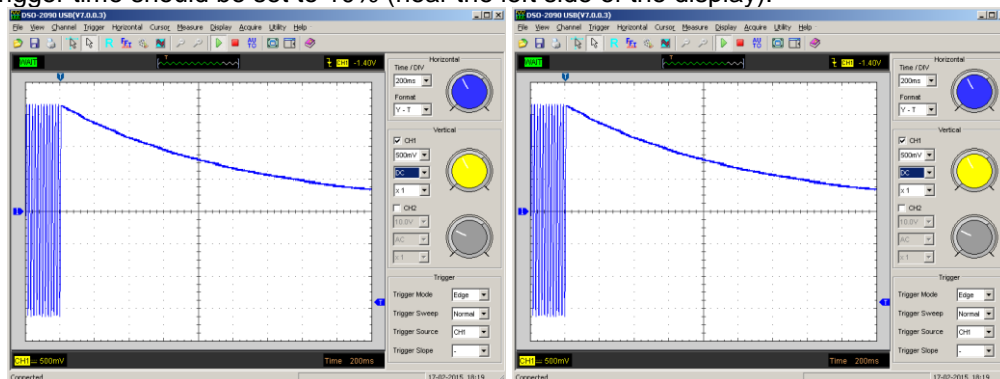 rigger time should be set to 10% (near the left side of the display).
DSO-2090 USB(V7.0.0.3)
File View Channel Trigger Horizontal Cursor Measure Display Acquire Utility Help
WAIT
T
CH1 -1.40V
T
1
T
CH1 = 500mV
Time 200ms
Horizontal
Time / DIV
200ms
Format
Y - T
Vertical
CH1
500mV
DC
x 1
CH2
10.0V
AC
x 1
Trigger
Trigger Mode
Edge
Trigger Sweep
Normal
Trigger Source
CH1
Trigger Slope
-
Connected
17-02-2015 18:19
DSO-2090 USB(V7.0.0.3)
File View Channel Trigger Horizontal Cursor Measure Display Acquire Utility Help
WAIT
T
CH1 -1.40V
T
1
T
CH1 = 500mV
Time 200ms
Horizontal
Time / DIV
200ms
Format
Y - T
Vertical
CH1
500mV
DC
x 1
CH2
10.0V
AC
x 1
Trigger
Trigger Mode
Edge
Trigger Sweep
Normal
Trigger Source
CH1
Trigger Slope
-
Connected
17-02-2015 18:19